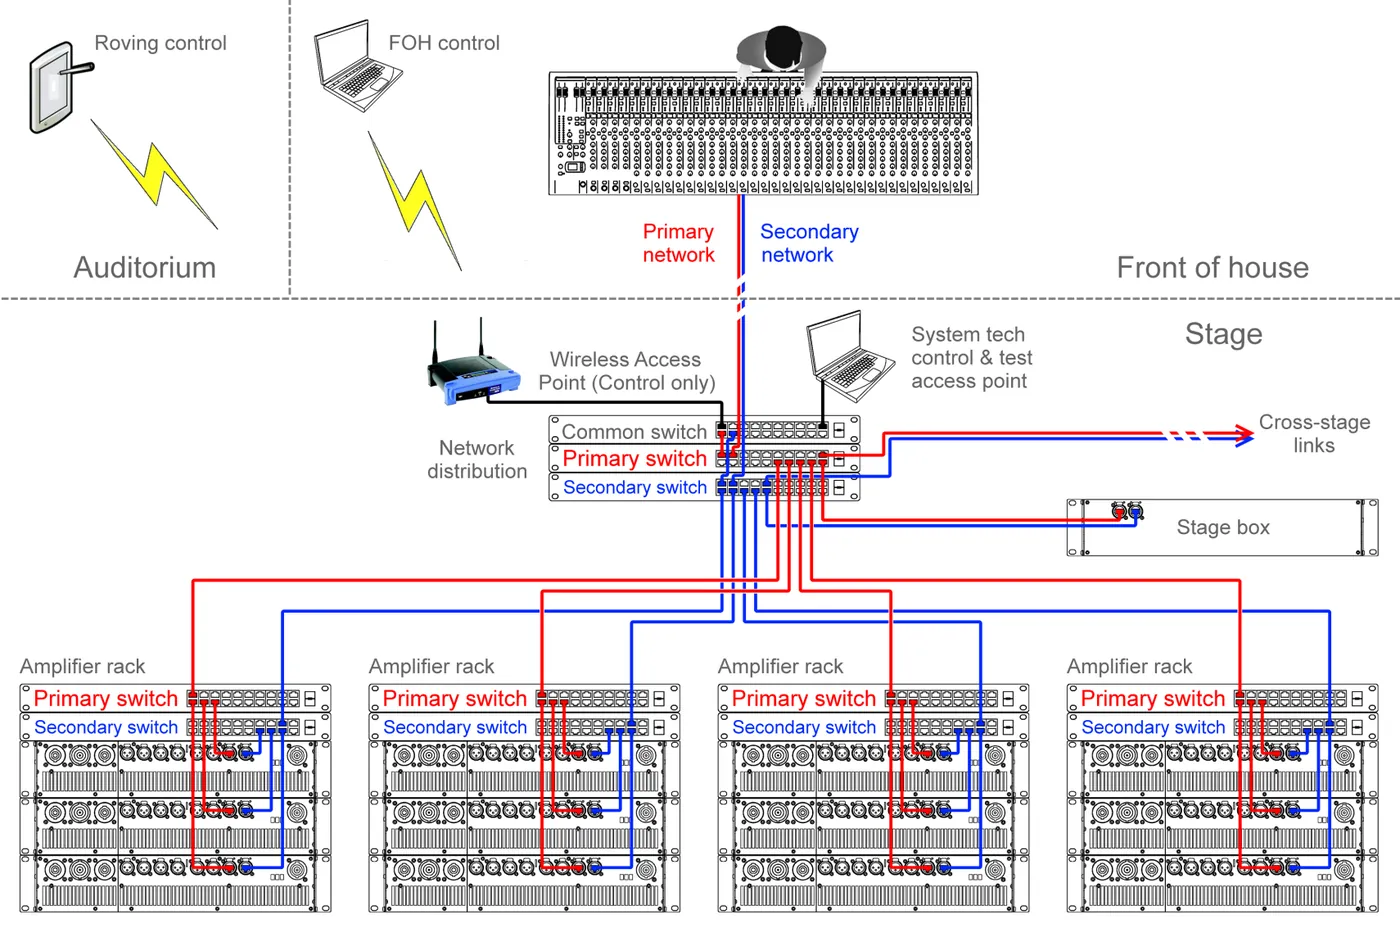 Roving control
FOH control
Primary
network
Secondary
network
Auditorium
Front of house
Wireless Access
Point (Control only)
System tech
control & test
access point
Stage
Network
distribution
Common switch
Primary switch
Secondary switch
Cross-stage
links
Stage box
Amplifier rack
Primary switch
Secondary switch
Amplifier rack
Primary switch
Secondary switch
Amplifier rack
Primary switch
Secondary switch
Amplifier rack
Primary switch
Secondary switch